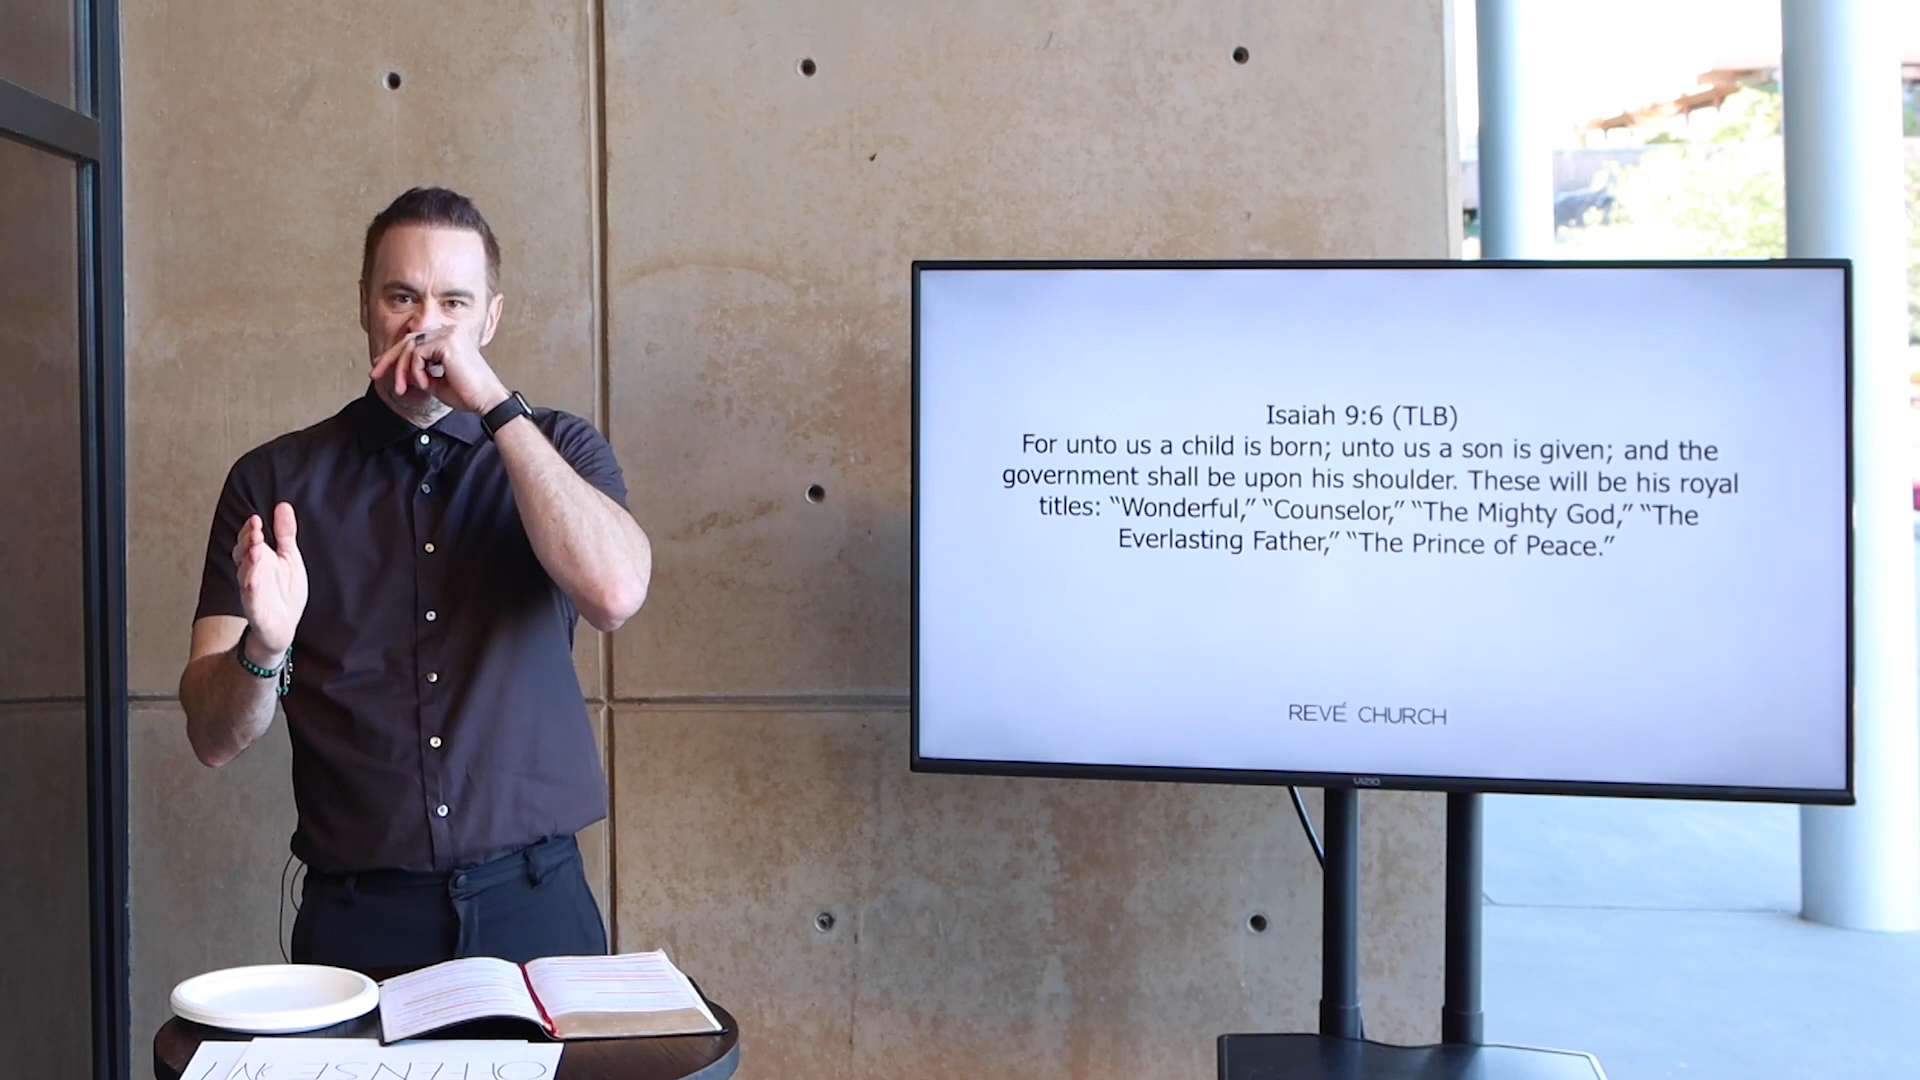 Isaiah 9:6 (TLB)
For unto us a child is born; unto us a son is given; and the
government shall be upon his shoulder. These will be his royal
titles: “Wonderful,” “Counselor,” “The Mighty God,” “The
Everlasting Father,” “The Prince of Peace.”
REVÉ CHURCH
VIZIO
OFFENSE